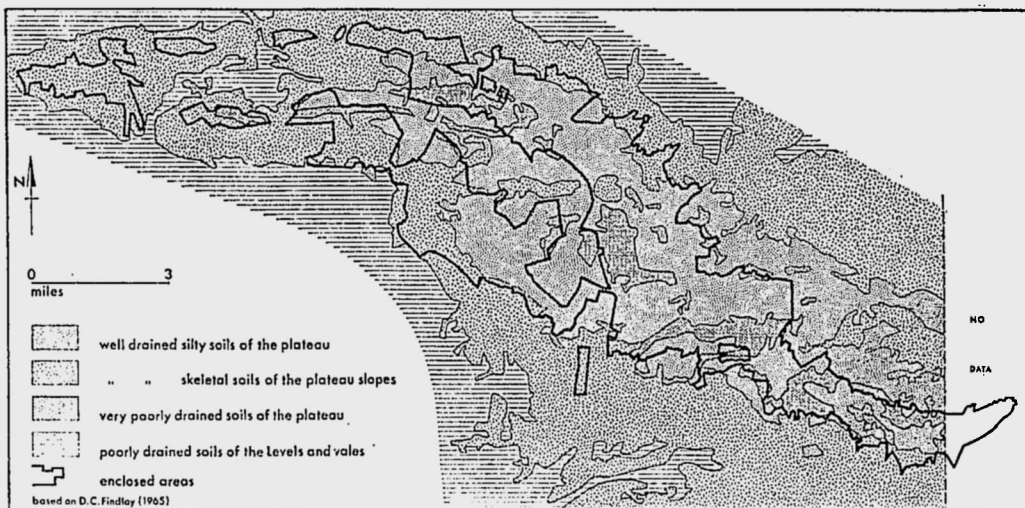 N
0 3
miles
NO
DATA
well drained silty soils of the plateau
" " skeletal soils of the plateau slopes
very poorly drained soils of the plateau
poorly drained soils of the Levels and vales
enclosed areas
based on D.C. Findlay (1965)